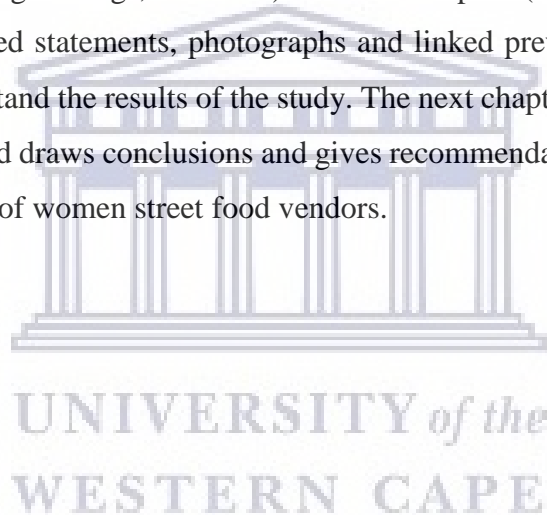 ed statements, photographs and linked prev
tand the results of the study. The next chapt
d draws conclusions and gives recommenda
of women street food vendors.
UNIVERSITY of the
WESTERN CAPE